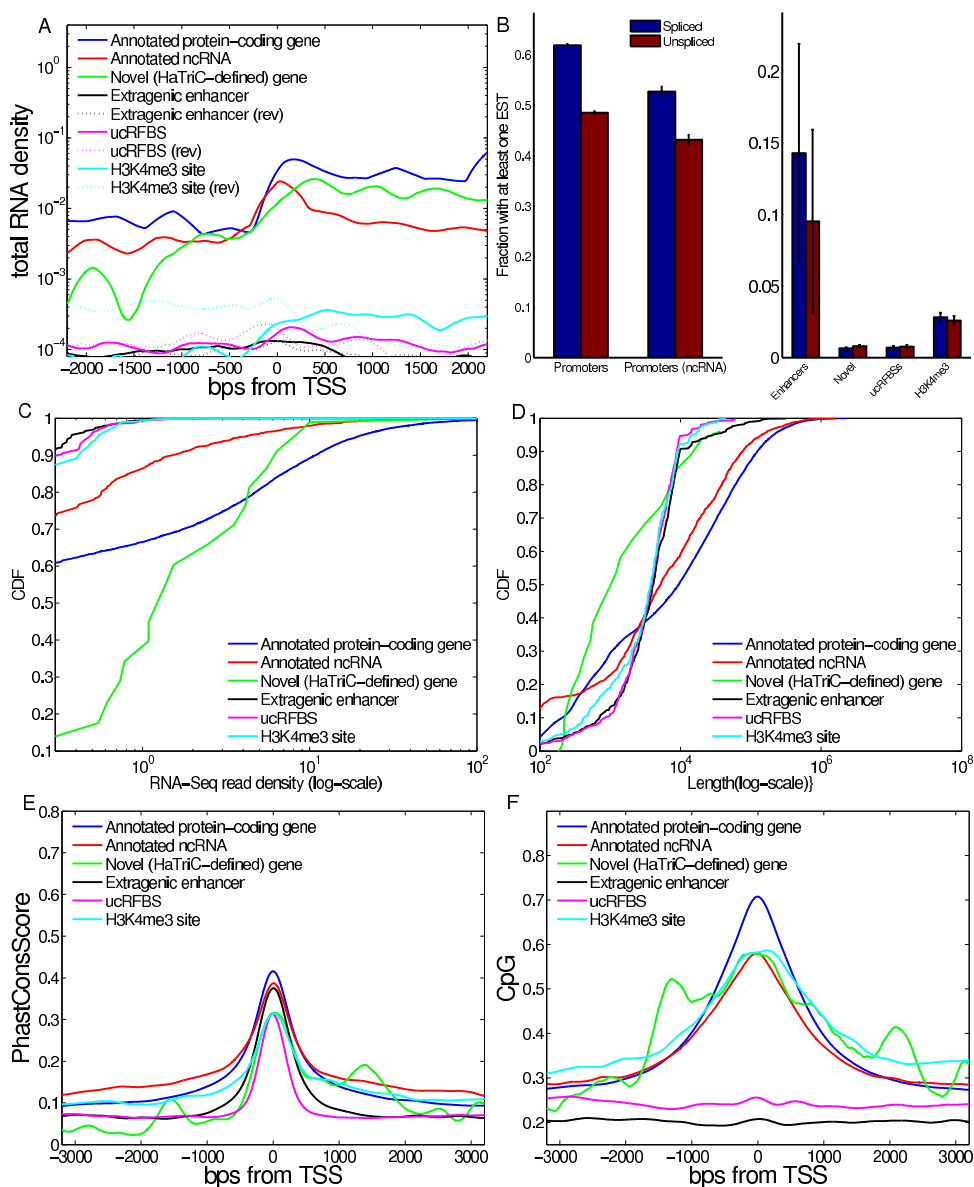 A
Annotated protein-coding gene
Annotated ncRNA
Novel (HaTriC-defined) gene
Extragenic enhancer
Extragenic enhancer (rev)
ucRFBS
ucRFBS (rev)
H3K4me3 site
H3K4me3 site (rev)
total RNA density
10^0
10^-1
10^-2
10^-3
10^-4
-2000 -1500 -1000 -500 0 500 1000 1500 2000
bps from TSS
B
Spliced
Unspliced
Fraction with at least one EST
0.6
0.5
0.4
0.3
0.2
0.1
0
Promoters Promoters (ncRNA)
0.2
0.15
0.1
0.05
0
Enhancers Novel ucRFBSs H3K4me3
C
CDF
1
0.9
0.8
0.7
0.6
0.5
0.4
0.3
0.2
0.1
Annotated protein-coding gene
Annotated ncRNA
Novel (HaTriC-defined) gene
Extragenic enhancer
ucRFBS
H3K4me3 site
10^0 10^1 10^2
RNA-Seq read density (log-scale)
D
CDF
1
0.9
0.8
0.7
0.6
0.5
0.4
0.3
0.2
0.1
0
Annotated protein-coding gene
Annotated ncRNA
Novel (HaTriC-defined) gene
Extragenic enhancer
ucRFBS
H3K4me3 site
10^2 10^4 10^6 10^8
Length(log-scale)}
E
PhastConsScore
0.8
0.7
0.6
0.5
0.4
0.3
0.2
0.1
0
Annotated protein-coding gene
Annotated ncRNA
Novel (HaTriC-defined) gene
Extragenic enhancer
ucRFBS
H3K4me3 site
-3000 -2000 -1000 0 1000 2000 3000
bps from TSS
F
CpG
0.8
0.7
0.6
0.5
0.4
0.3
0.2
Annotated protein-coding gene
Annotated ncRNA
Novel (HaTriC-defined) gene
Extragenic enhancer
ucRFBS
H3K4me3 site
-3000 -2000 -1000 0 1000 2000 3000
bps from TSS